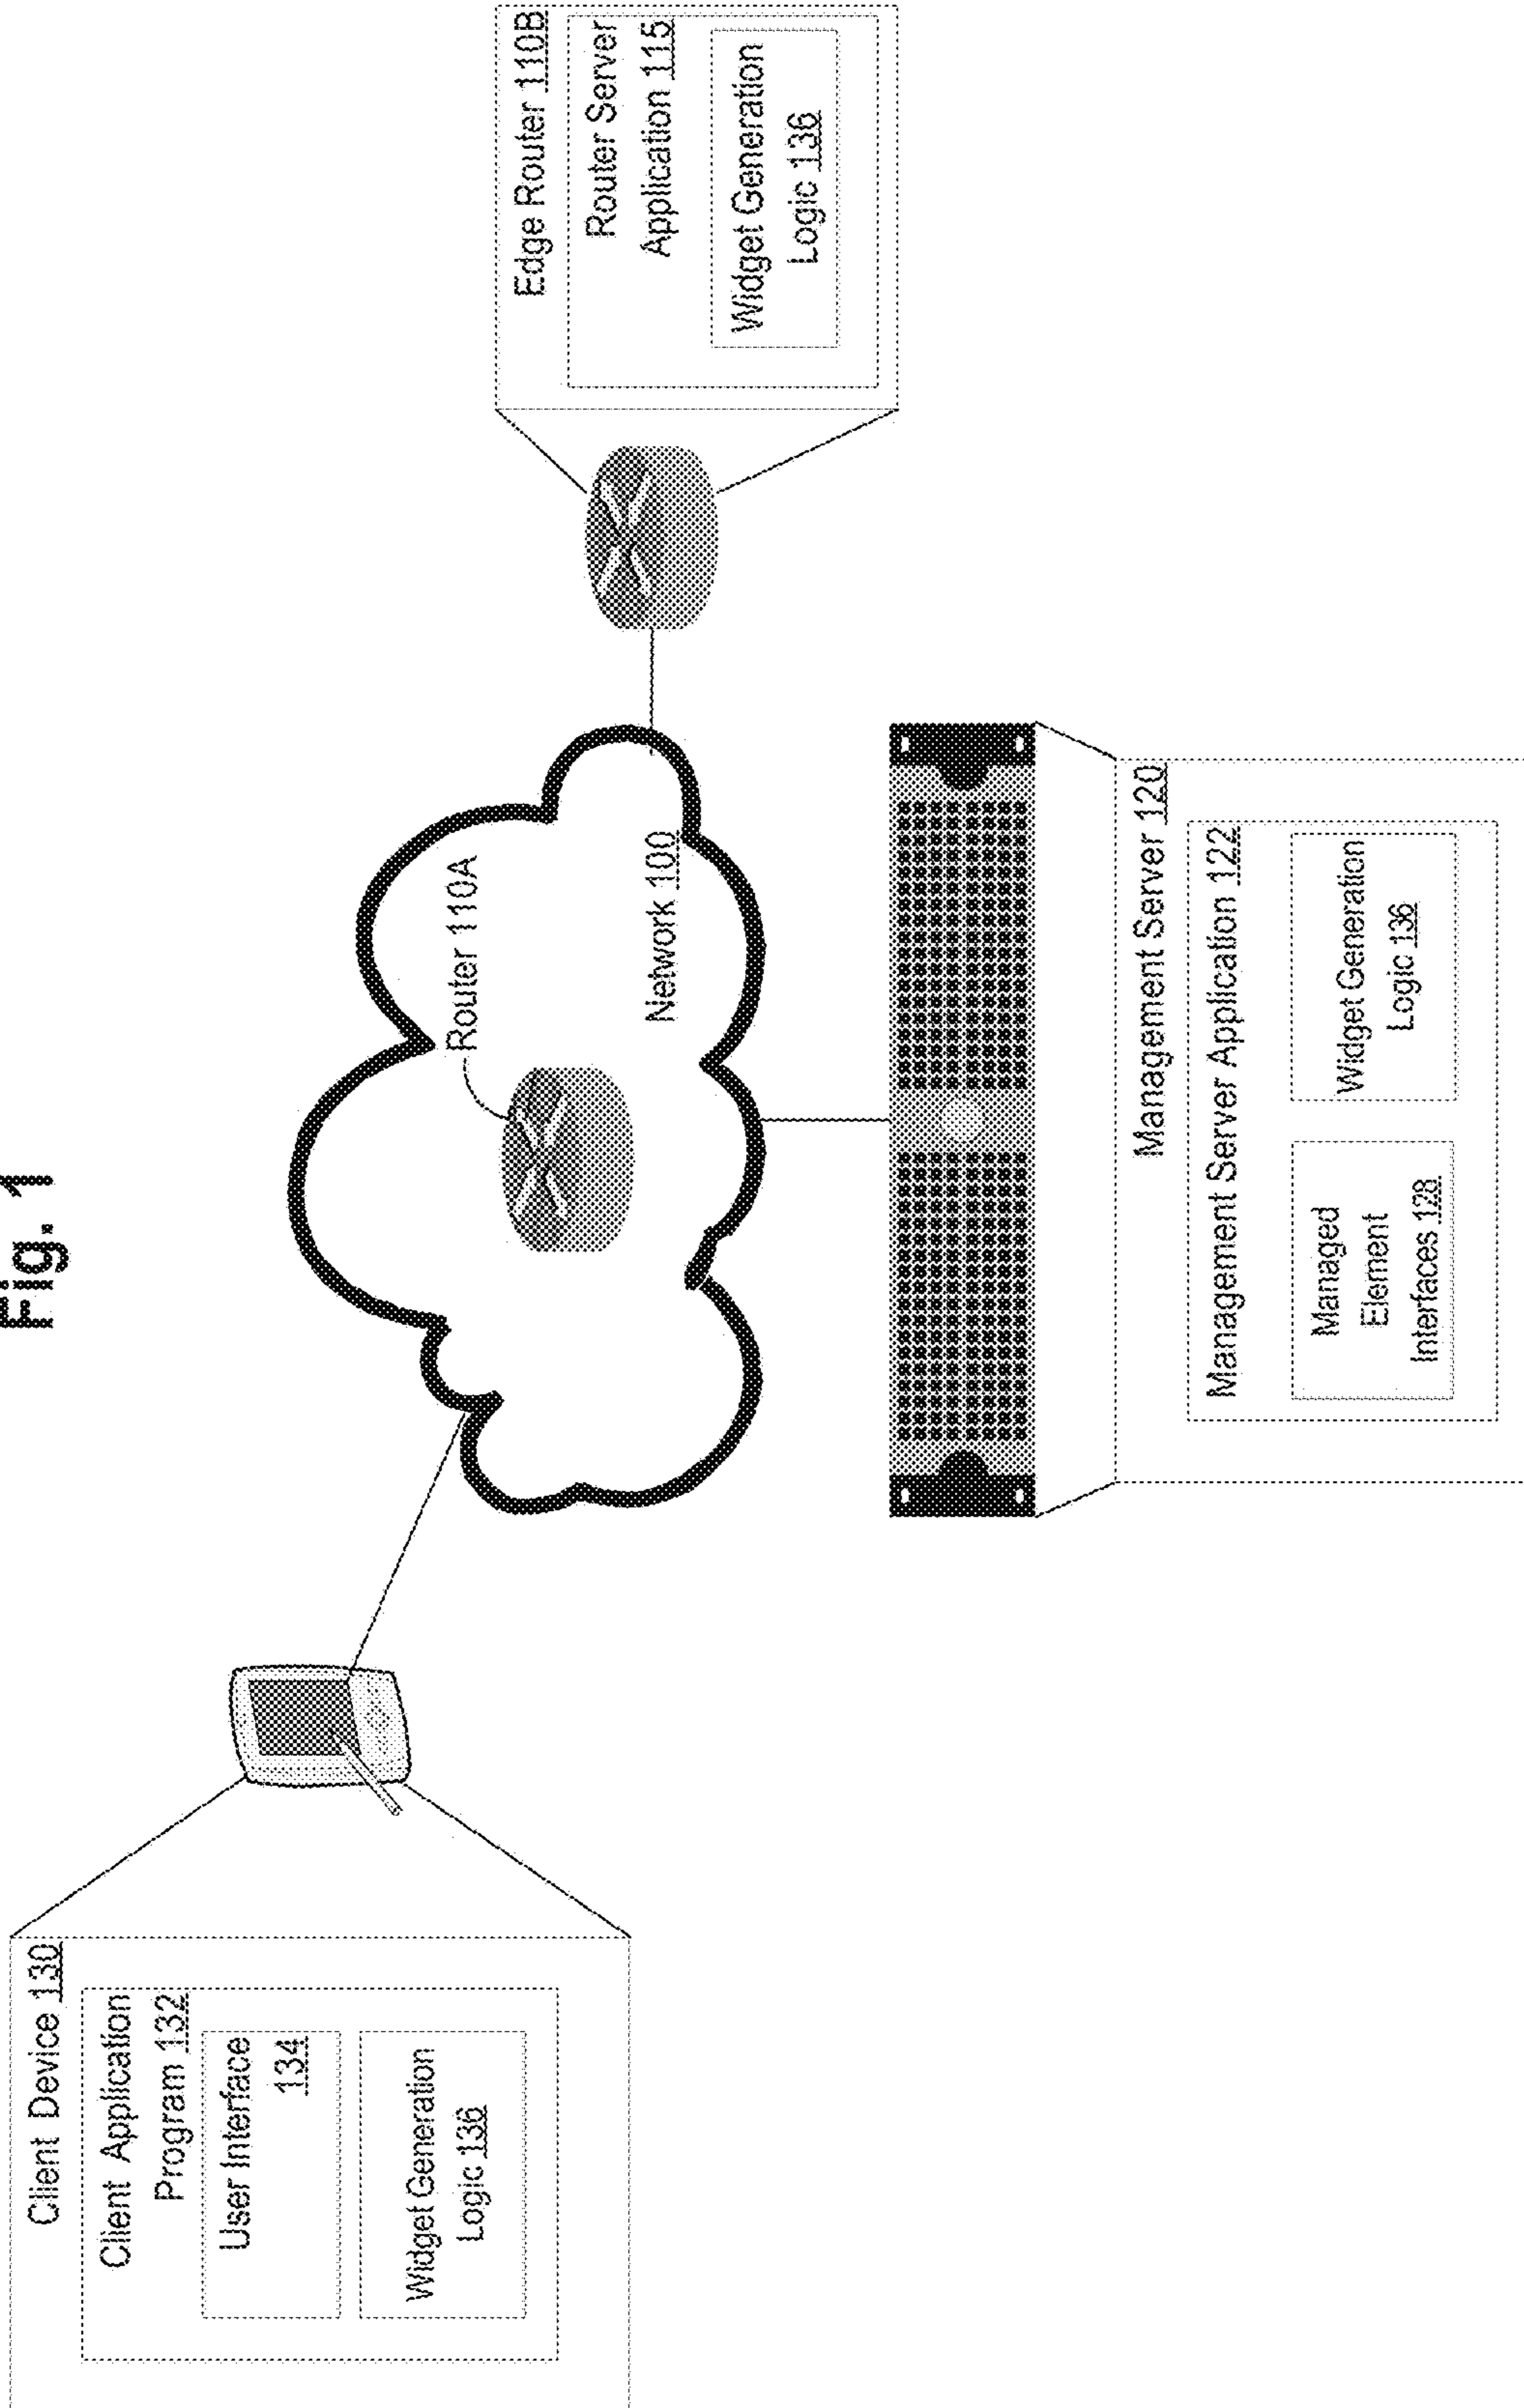 Fig. 1
Client Device 130
Client Application
Program 132
User Interface
134
Widget Generation
Logic 136
Router 110A
Network 100
Edge Router 110B
Router Server
Application 115
Widget Generation
Logic 136
Management Server 120
Management Server Application 122
Managed
Element
Interfaces 128
Widget Generation
Logic 136